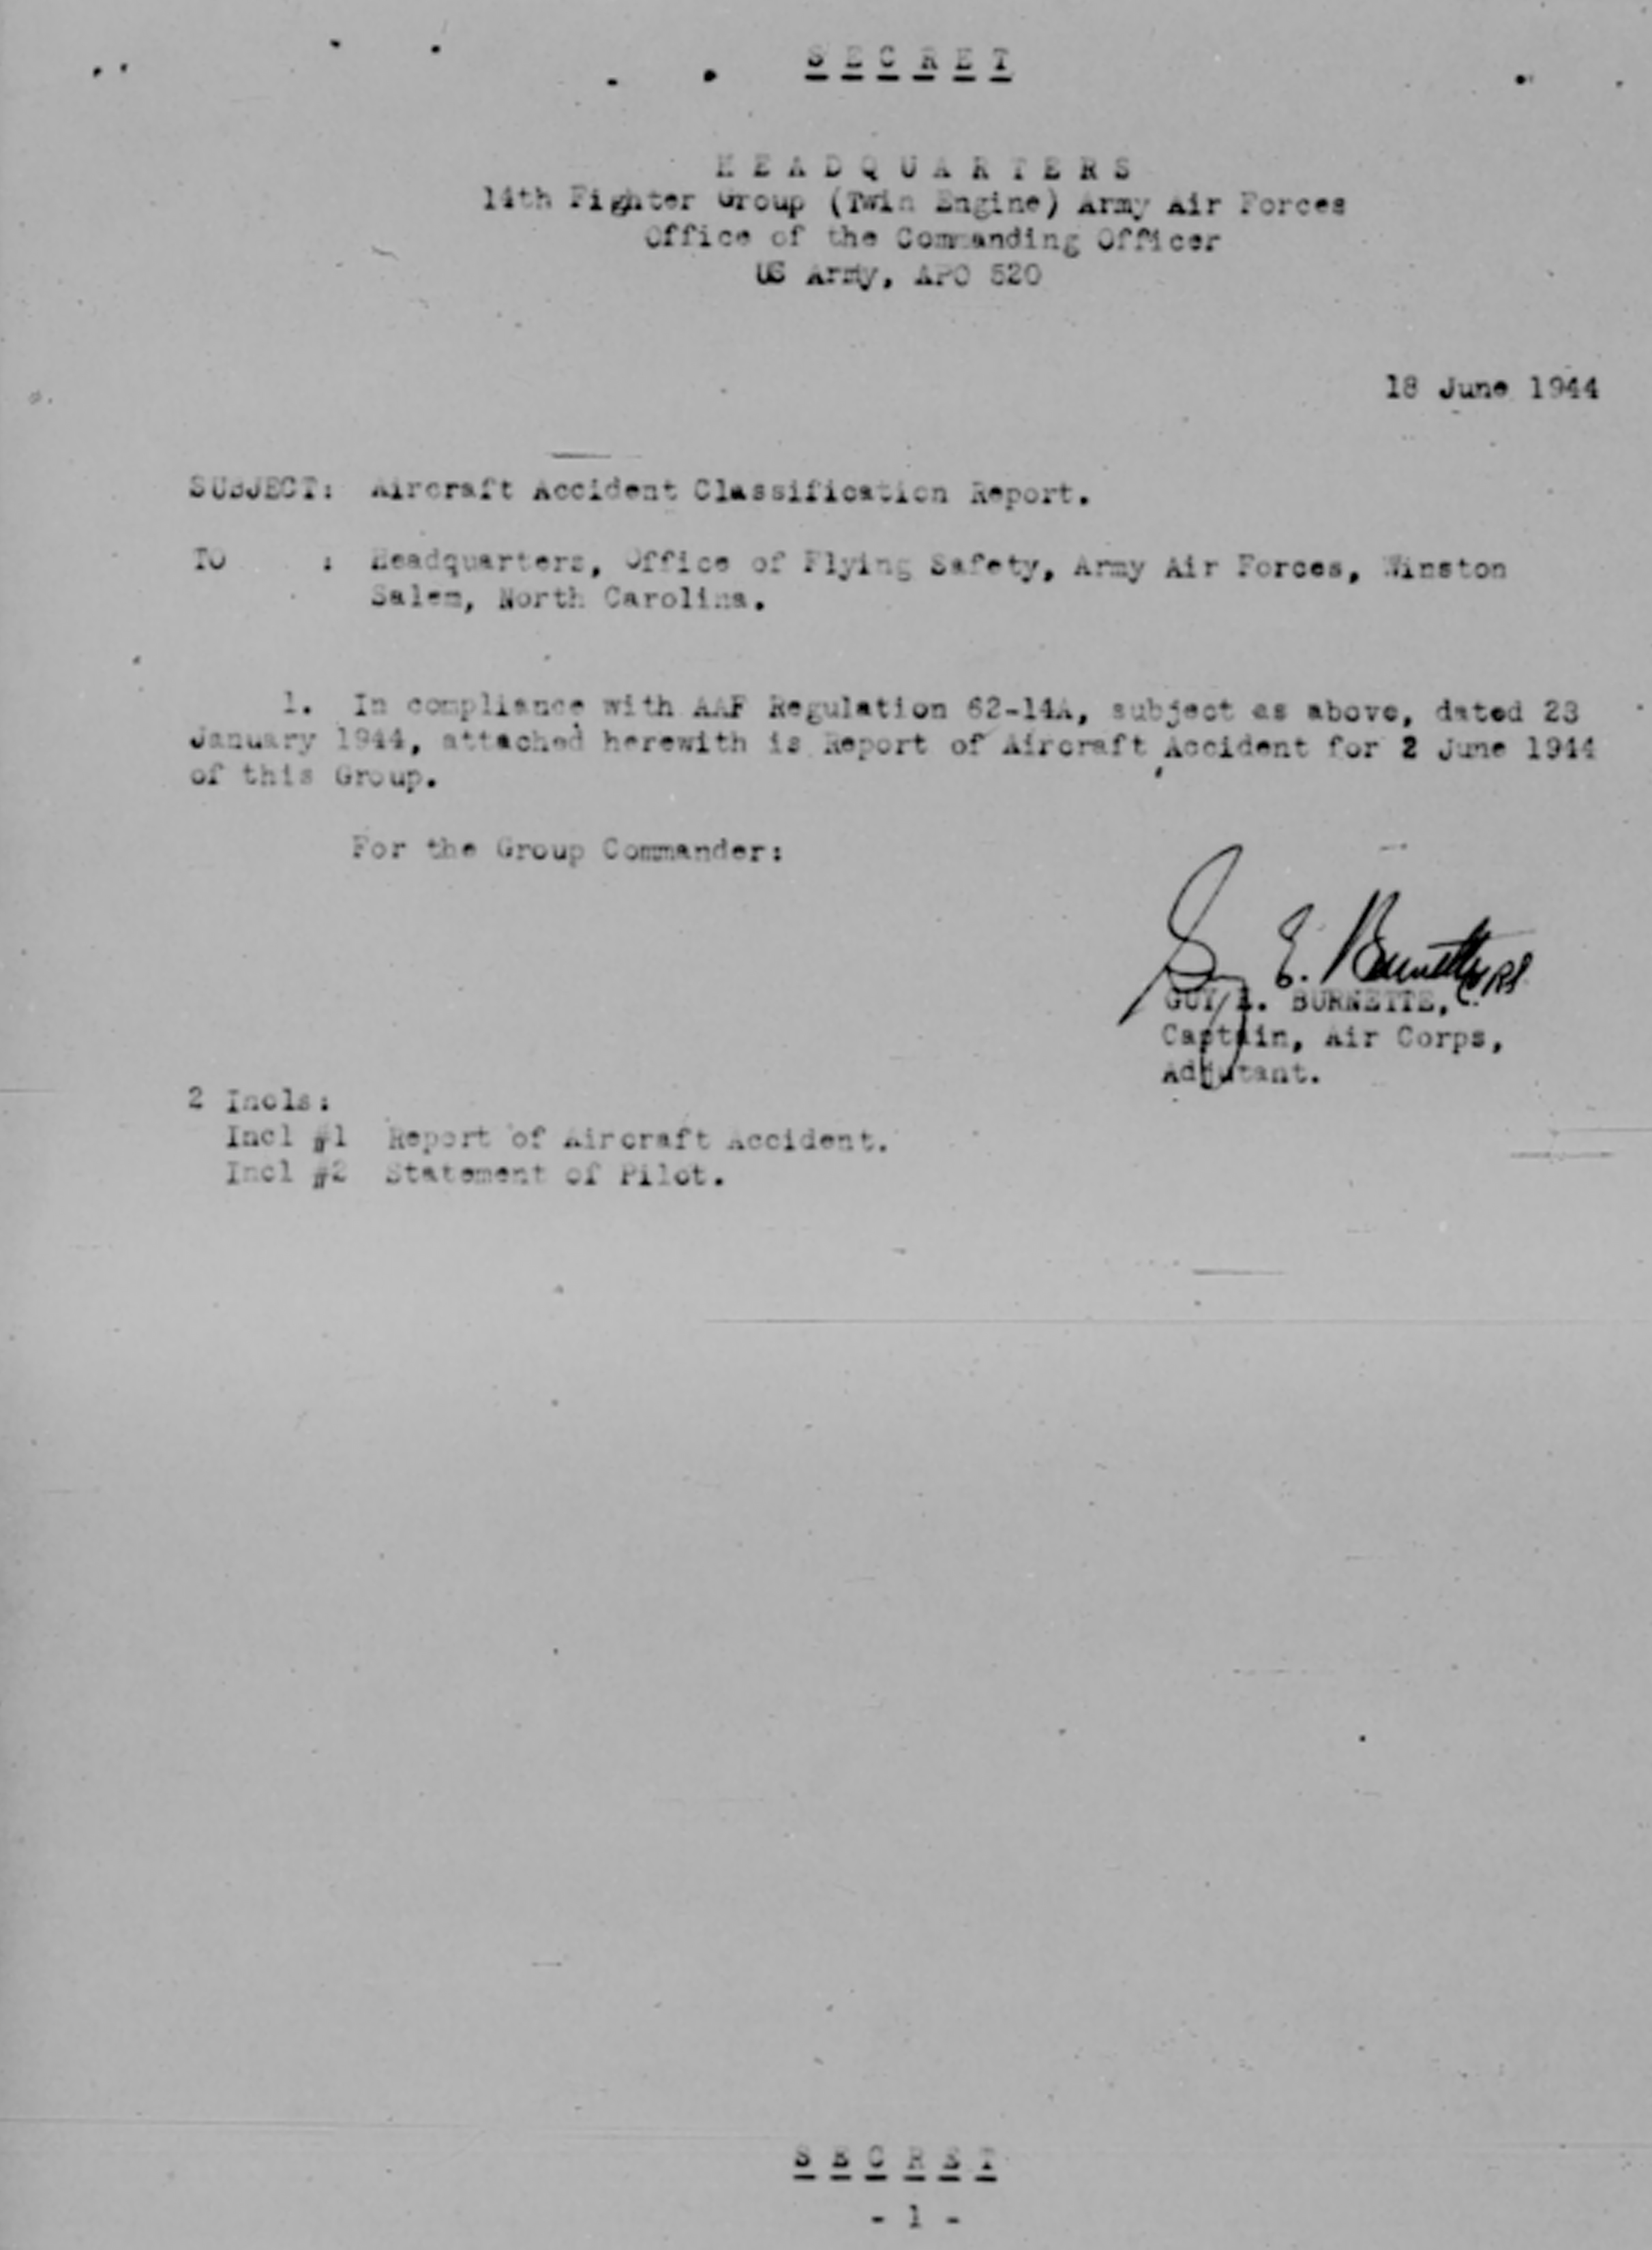 S E C R E T
H E A D Q U A R T E R S
14th Fighter Group (Twin Engine) Army Air Forces
Office of the Commanding Officer
US Army, APO 520
18 June 1944
SUBJECT: Aircraft Accident Classification Report.
TO : Headquarters, Office of Flying Safety, Army Air Forces, Winston
Salem, North Carolina.
1. In compliance with AAF Regulation 62-14A, subject as above, dated 23
January 1944, attached herewith is Report of Aircraft Accident for 2 June 1944
of this Group.
For the Group Commander:
Guy E. Burnette
GUY E. BURNETTE,
Captain, Air Corps,
Adjutant.
2 Incls:
Incl #1 Report of Aircraft Accident.
Incl #2 Statement of Pilot.
S E C R E T
- 1 -